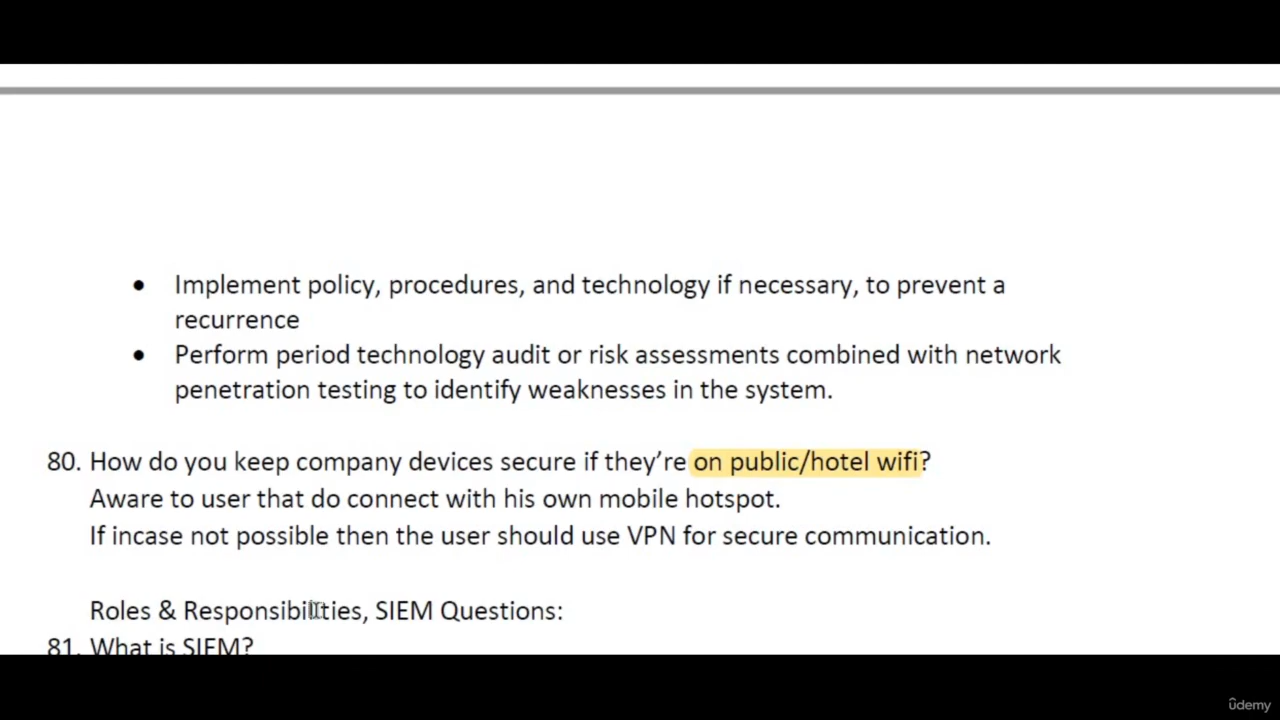 • Implement policy, procedures, and technology if necessary, to prevent a
recurrence
• Perform period technology audit or risk assessments combined with network
penetration testing to identify weaknesses in the system.
80. How do you keep company devices secure if they’re on public/hotel wifi?
Aware to user that do connect with his own mobile hotspot.
If incase not possible then the user should use VPN for secure communication.
Roles & Responsibilities, SIEM Questions:
81. What is SIEM?
ûdemy